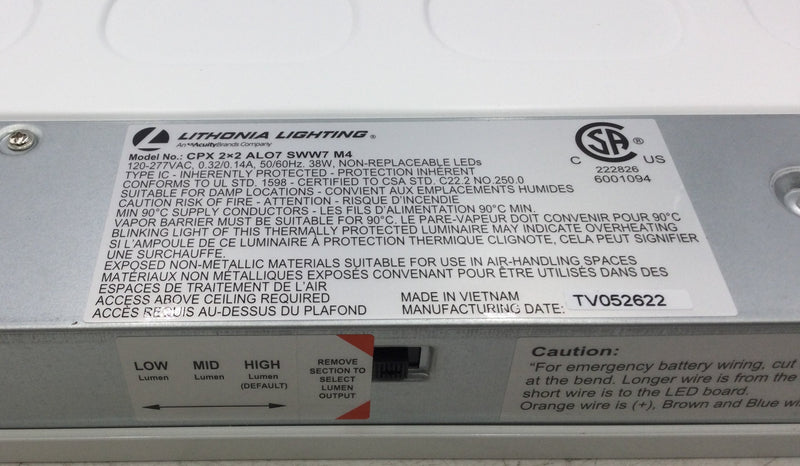 LITHONIA LIGHTING ®
An AcuityBrands Company
Model No.: CPX 2×2 ALO7 SWW7 M4
120-277VAC, 0.32/0.14A, 50/60Hz. 38W, NON-REPLACEABLE LEDs
TYPE IC - INHERENTLY PROTECTED - PROTECTION INHÉRENT
CONFORMS TO UL STD. 1598 - CERTIFIED TO CSA STD. C22.2 NO.250.0
SUITABLE FOR DAMP LOCATIONS - CONVIENT AUX EMPLACEMENTS HUMIDES
CAUTION RISK OF FIRE - ATTENTION - RISQUE D'INCENDIE
MIN 90°C SUPPLY CONDUCTORS - LES FILS D'ALIMENTATION 90°C MIN.
VAPOR BARRIER MUST BE SUITABLE FOR 90°C. LE PARE-VAPEUR DOIT CONVENIR POUR 90°C
BLINKING LIGHT OF THIS THERMALLY PROTECTED LUMINAIRE MAY INDICATE OVERHEATING
SI L'AMPOULE DE CE LUMINAIRE À PROTECTION THERMIQUE CLIGNOTE, CELA PEUT SIGNIFIER
UNE SURCHAUFFE.
EXPOSED NON-METALLIC MATERIALS SUITABLE FOR USE IN AIR-HANDLING SPACES
MATÉRIAUX NON MÉTALLIQUES EXPOSÉS CONVENANT POUR ÊTRE UTILISÉS DANS DES
ESPACES DE TRAITEMENT DE L'AIR
ACCESS ABOVE CEILING REQUIRED
ACCÈS REQUIS AU-DESSUS DU PLAFOND
C SA ® US
222826
6001094
MADE IN VIETNAM
MANUFACTURING DATE: TV052622
LOW MID HIGH
Lumen Lumen Lumen
(DEFAULT)
REMOVE
SECTION TO
SELECT
LUMEN
OUTPUT
Caution:
"For emergency battery wiring, cut
at the bend. Longer wire is from the
short wire is to the LED board.
Orange wire is (+), Brown and Blue